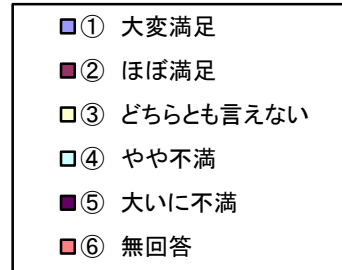 ① 大変満足
② ほぼ満足
③ どちらとも言えない
④ やや不満
⑤ 大いに不満
⑥ 無回答